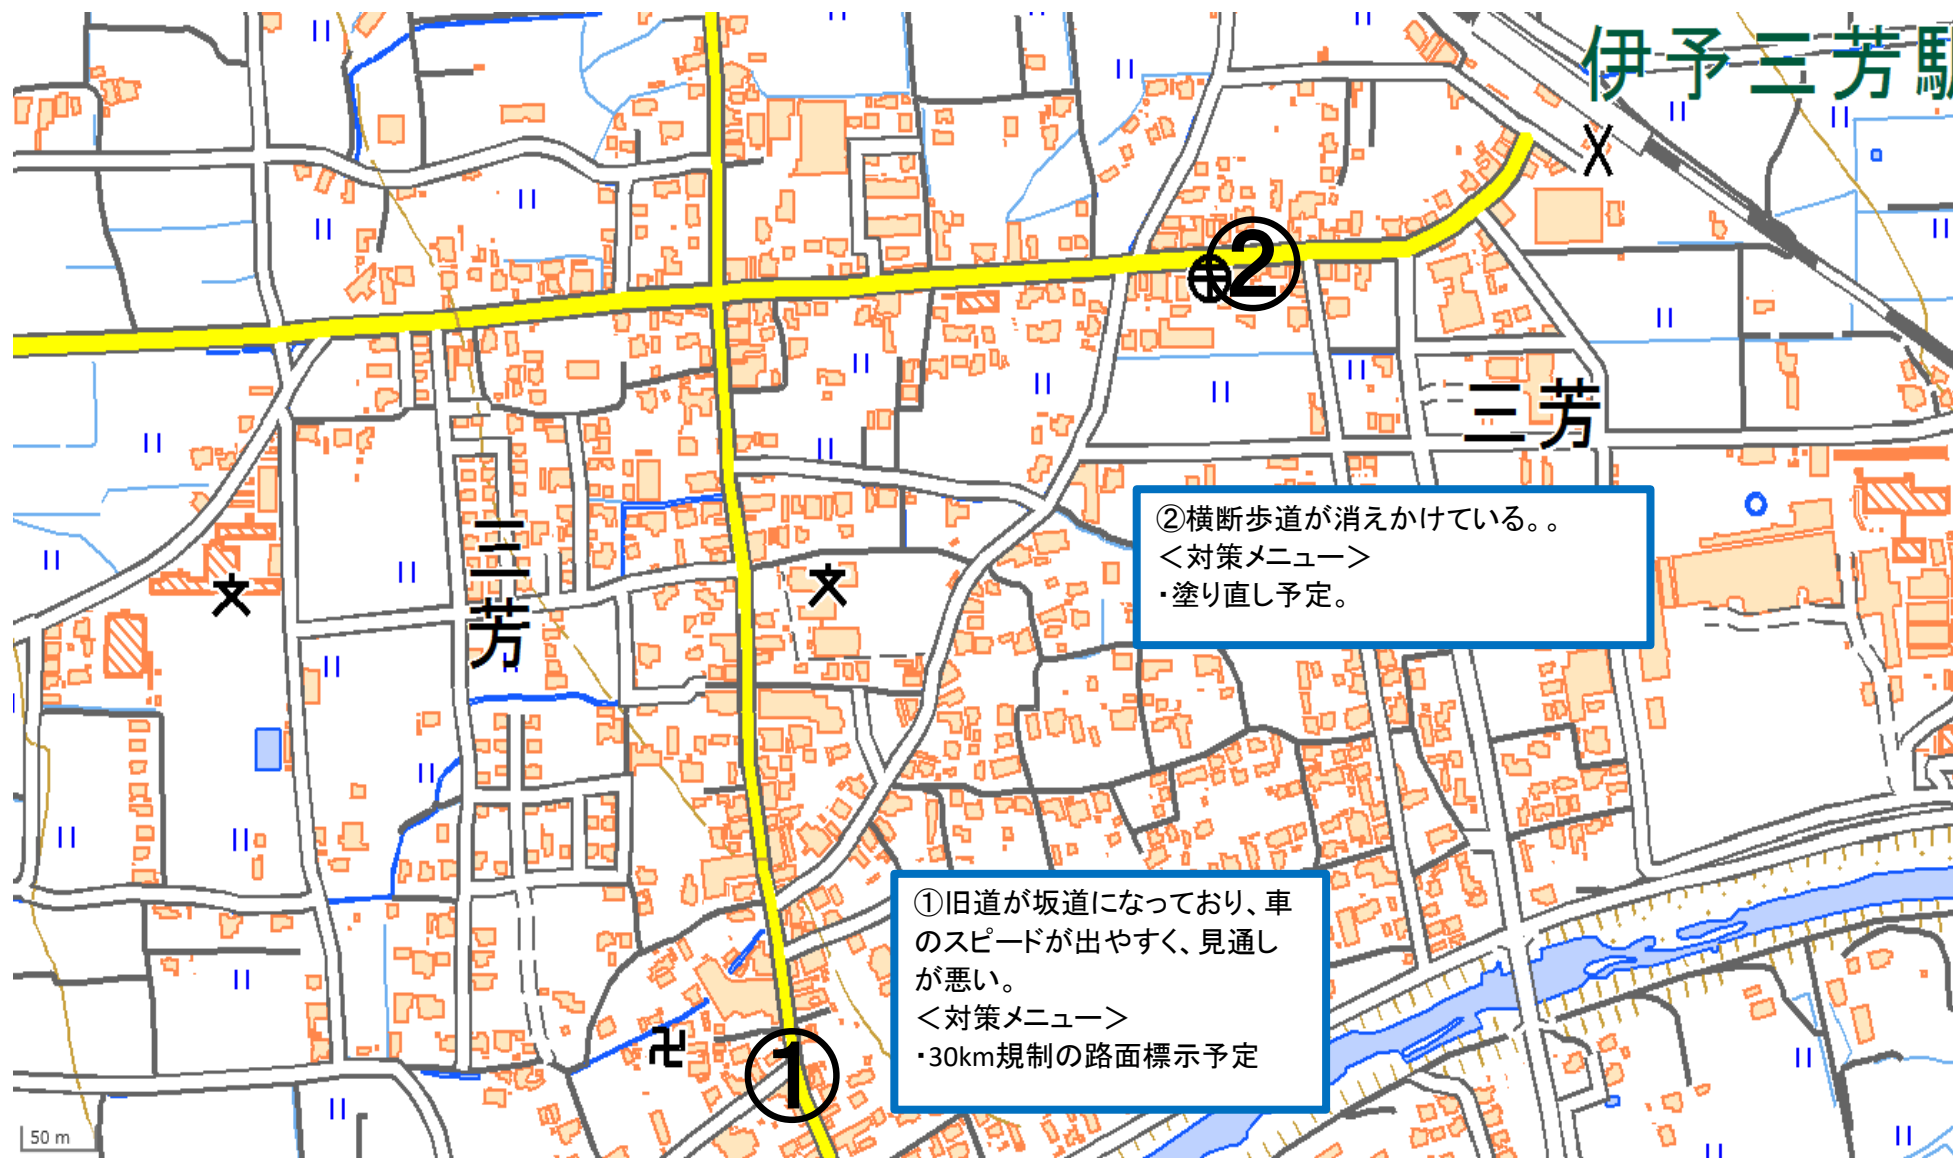 伊予三芳駅
②
三芳
②横断歩道が消えかけている。。
＜対策メニュー＞
・塗り直し予定。
三芳
①旧道が坂道になっており、車
のスピードが出やすく、見通し
が悪い。
＜対策メニュー＞
・30km規制の路面標示予定
①
50 m